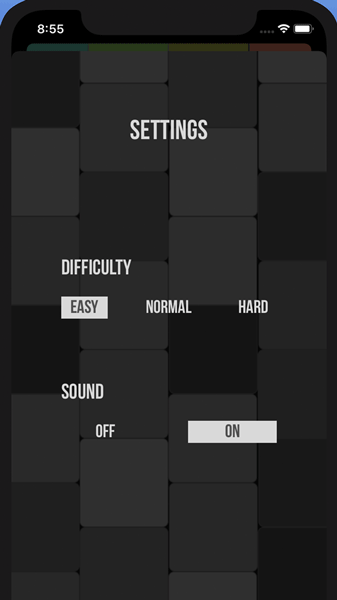 8:55
SETTINGS
DIFFICULTY
EASY NORMAL HARD
SOUND
OFF ON